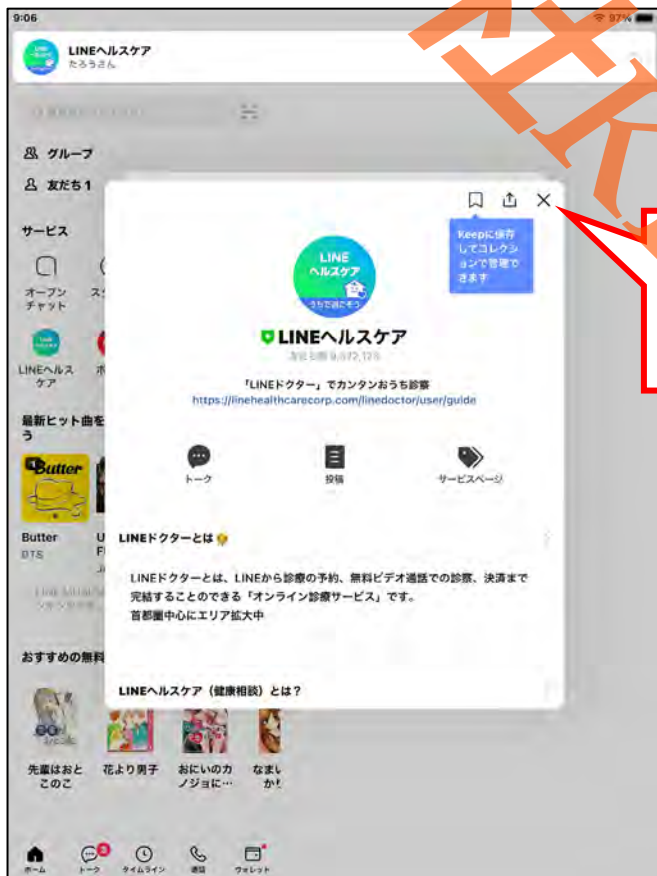 9:06
97%
LINEヘルスケア
たろうさん
グループ
友だち 1
サービス
オープン
チャット
LINEヘルス
ケア
最新ヒット曲を
う
Butter
Butter
BTS
おすすめの無料
先輩はおと
このこ
花より男子
おにいのカ
ノジョに…
なまい
かり
ホーム
トーク
タイムライン
通話
ウォレット
Keepに保存
してコレクシ
ョンで管理で
きます
LINE
ヘルスケア
うちで過ごそう
LINEヘルスケア
「LINEドクター」でカンタンおうち診察
https://linehealthcarecorp.com/linedoctor/user/guide
トーク
投稿
サービスページ
LINEドクターとは
LINEドクターとは、LINEから診療の予約、無料ビデオ通話での診察、決済まで
完結することのできる「オンライン診療サービス」です。
首都圏中心にエリア拡大中
LINEヘルスケア（健康相談）とは？